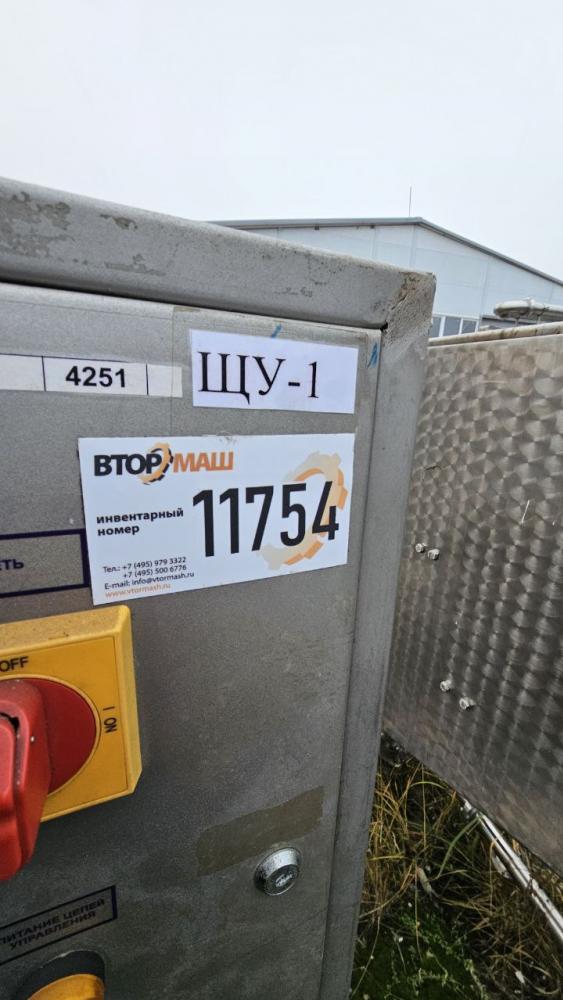 4251
ЩУ-1
ВТОРМАШ
инвентарный
номер
11754
Тел.: +7 (495) 979 3322
+7 (495) 500 6776
E-mail: info@vtormash.ru
www.vtormash.ru
OFF
ON I
ПИТАНИЕ ЦЕПЕЙ
УПРАВЛЕНИЯ